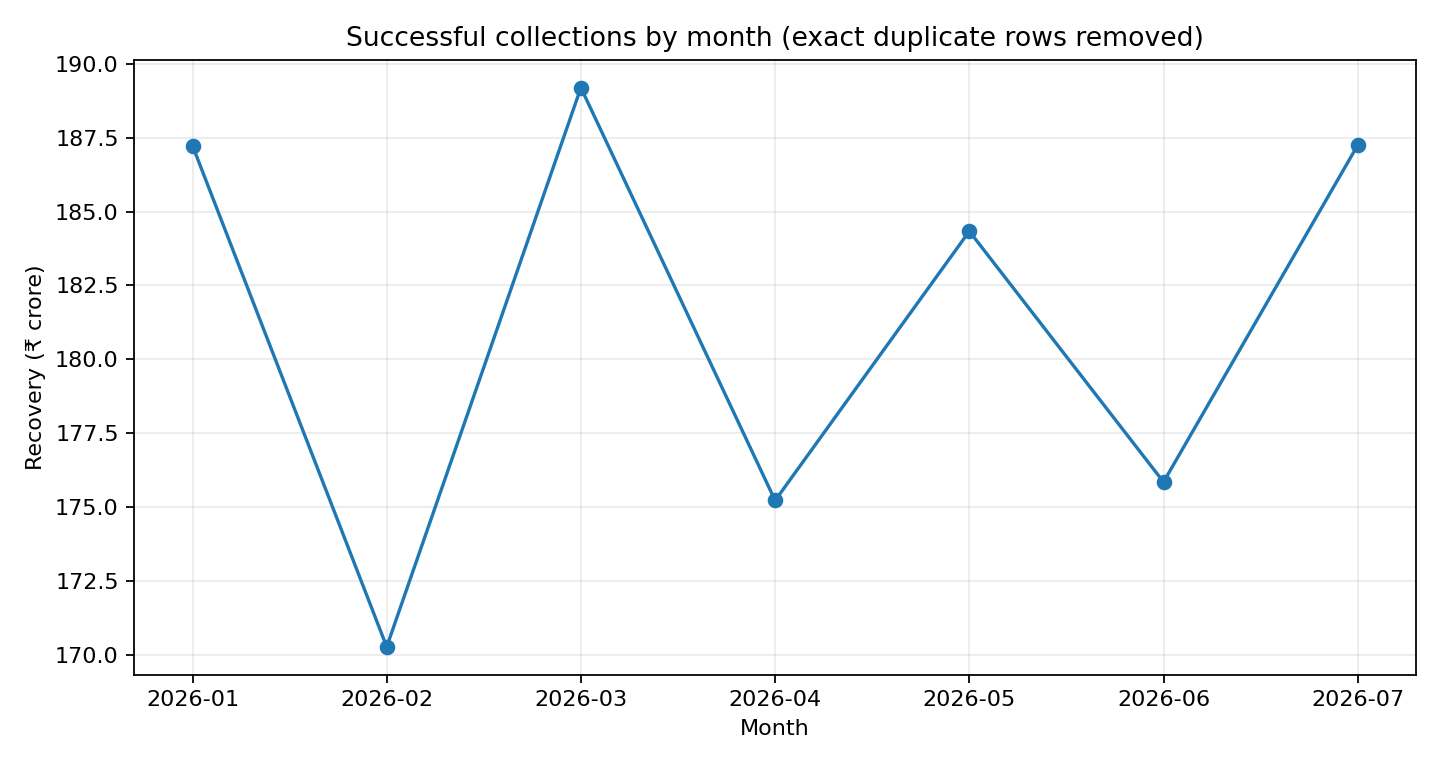 Successful collections by month (exact duplicate rows removed)
190.0
187.5
185.0
182.5
180.0
177.5
175.0
172.5
170.0
Recovery (₹ crore)
2026-01 2026-02 2026-03 2026-04 2026-05 2026-06 2026-07
Month